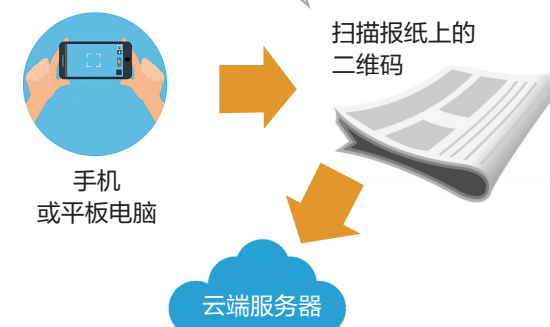 扫描报纸上的
二维码
手机
或平板电脑
云端服务器